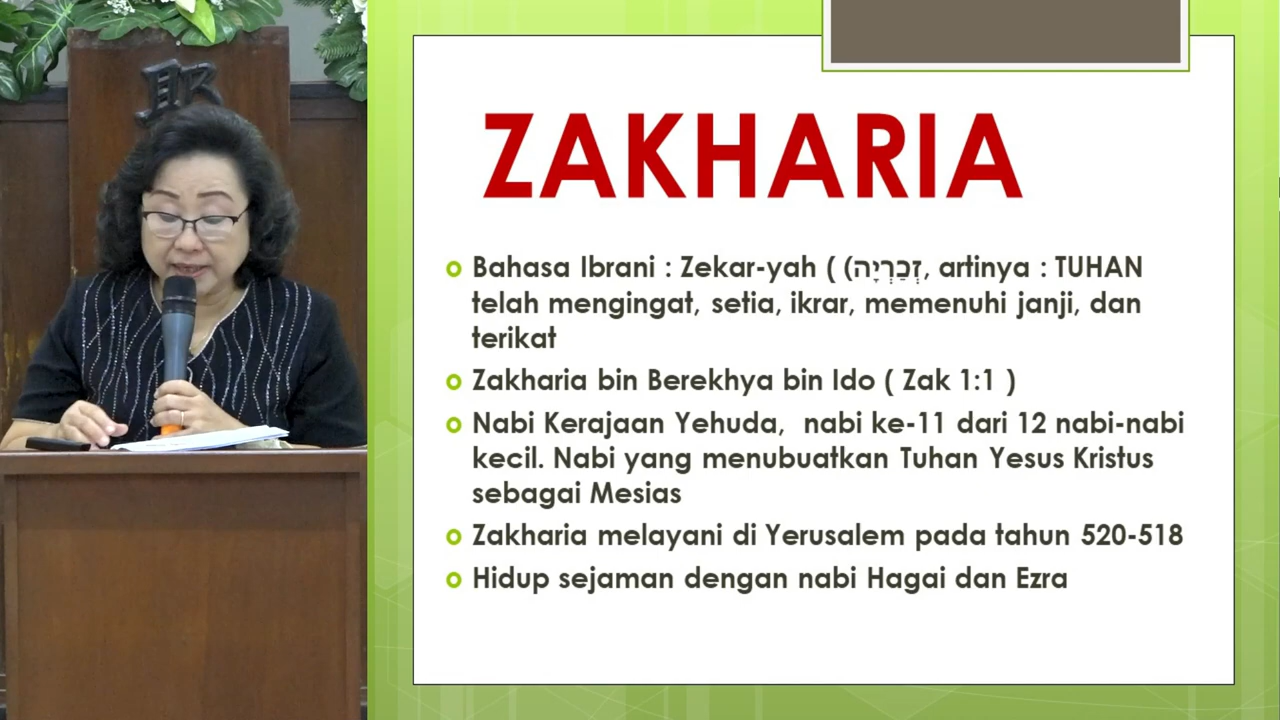 ZAKHARIA
Bahasa Ibrani : Zekar-yah ( (זְכַרְיָה, artinya : TUHAN
telah mengingat, setia, ikrar, memenuhi janji, dan
terikat
Zakharia bin Berekhya bin Ido ( Zak 1:1 )
Nabi Kerajaan Yehuda, nabi ke-11 dari 12 nabi-nabi
kecil. Nabi yang menubuatkan Tuhan Yesus Kristus
sebagai Mesias
Zakharia melayani di Yerusalem pada tahun 520-518
Hidup sejaman dengan nabi Hagai dan Ezra